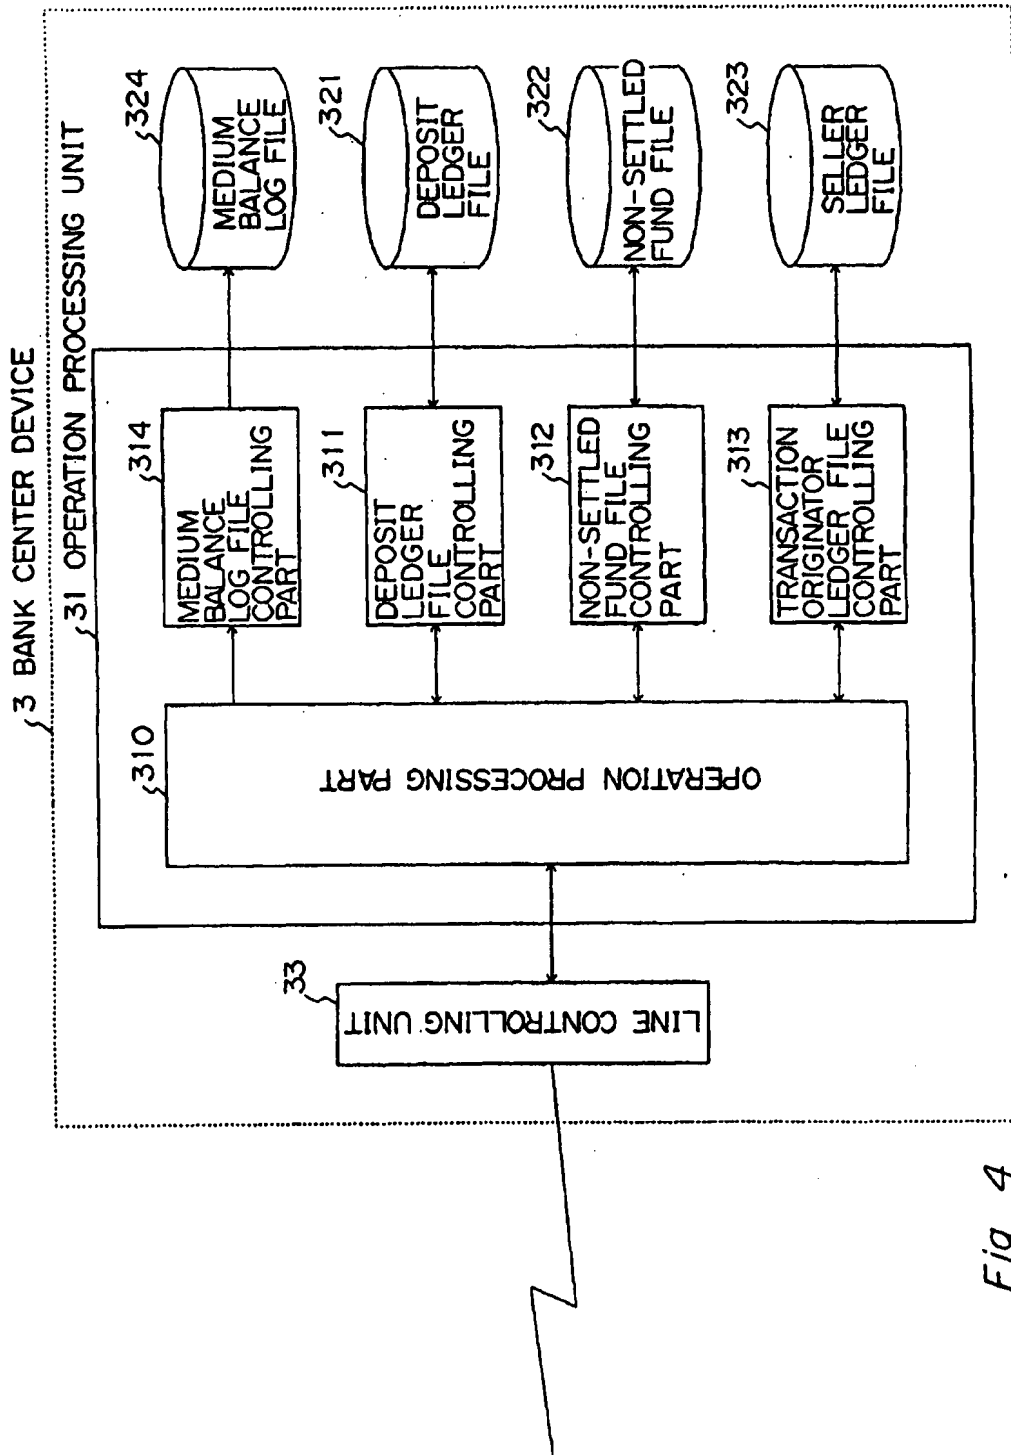 3 BANK CENTER DEVICE
31 OPERATION PROCESSING UNIT
324
MEDIUM
BALANCE
LOG FILE
321
DEPOSIT
LEDGER
FILE
322
NON-SETTLED
FUND FILE
323
SELLER
LEDGER
FILE
314
MEDIUM
BALANCE
LOG FILE
CONTROLLING
PART
311
DEPOSIT
LEDGER
FILE
CONTROLLING
PART
312
NON-SETTLED
FUND FILE
CONTROLLING
PART
313
TRANSACTION
ORIGINATOR
LEDGER FILE
CONTROLLING
PART
310
OPERATION PROCESSING PART
33
LINE CONTROLLING UNIT
Fig 4